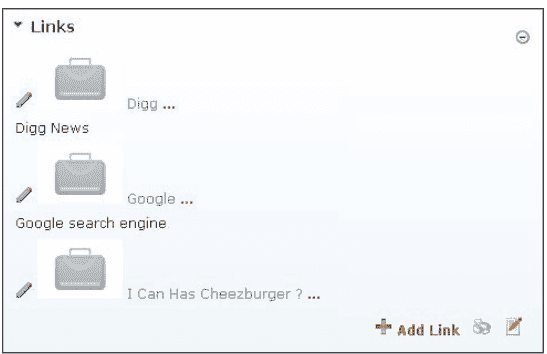 Links
Digg ...
Digg News
Google ...
Google search engine
I Can Has Cheezburger ? ...
Add Link